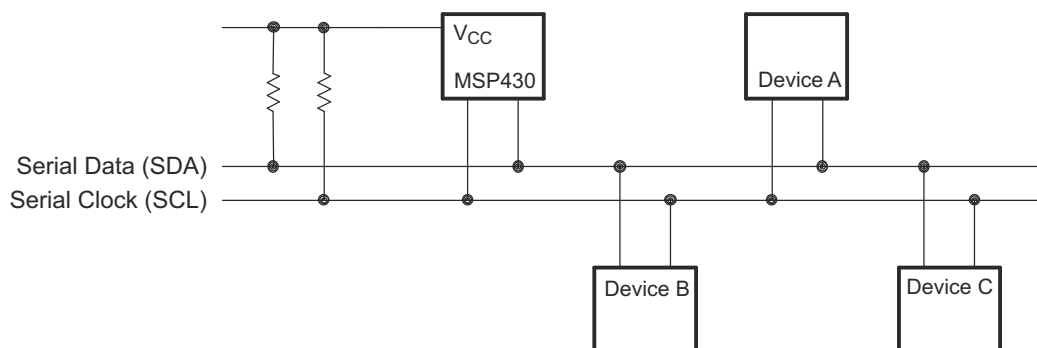 VCC
MSP430
Device A
Serial Data (SDA)
Serial Clock (SCL)
Device B
Device C